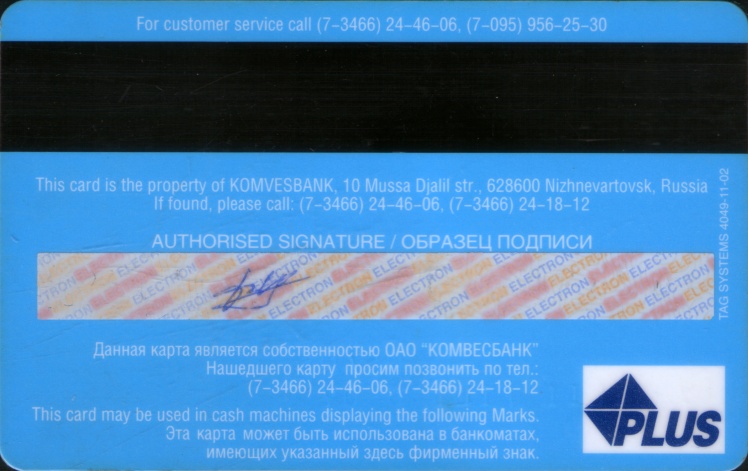 For customer service call (7-3466) 24-46-06, (7-095) 956-25-30
This card is the property of KOMVESBANK, 10 Mussa Djalil str., 628600 Nizhnevartovsk, Russia
If found, please call: (7-3466) 24-46-06, (7-3466) 24-18-12
TAG SYSTEMS 4049-11-02
AUTHORISED SIGNATURE / ОБРАЗЕЦ ПОДПИСИ
ELECTRON ELECTRON ELECTRON ELECTRON ELECTRON
Данная карта является собственностью ОАО "КОМВЕСБАНК"
Нашедшего карту просим позвонить по тел.:
(7-3466) 24-46-06, (7-3466) 24-18-12
This card may be used in cash machines displaying the following Marks.
Эта карта может быть использована в банкоматах,
имеющих указанный здесь фирменный знак.
PLUS